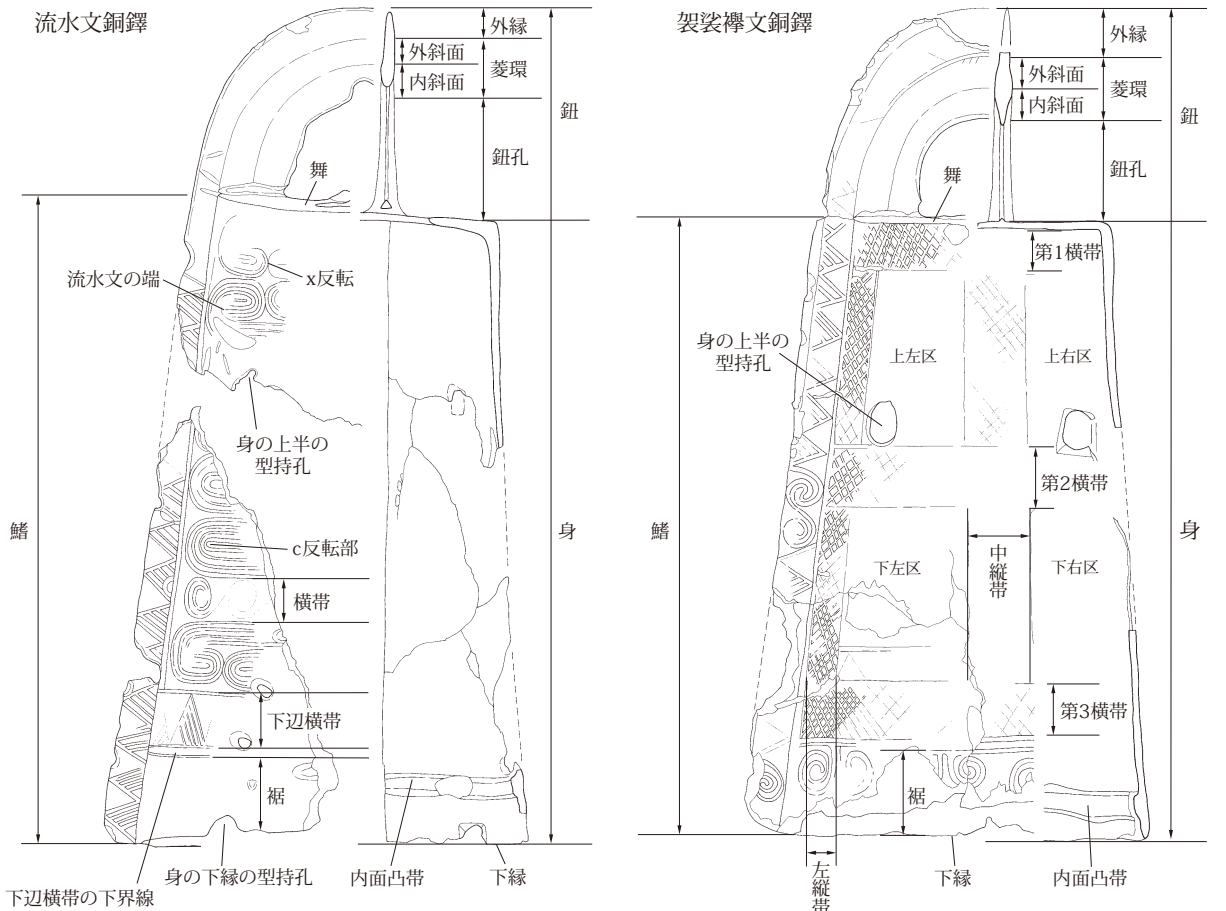 流水文銅鐸
外縁
外斜面
内斜面
菱環
鈕孔
鈕
舞
x反転
流水文の端
身の上半の
型持孔
鰭
c反転部
横帯
下辺横帯
裾
身
身の下縁の型持孔
下辺横帯の下界線
内面凸帯
下縁
袈裟襷文銅鐸
外縁
外斜面
内斜面
菱環
鈕孔
鈕
舞
第1横帯
身の上半の
型持孔
上左区
上右区
第2横帯
鰭
下左区
中縦帯
下右区
身
第3横帯
裾
左縦帯
下縁
内面凸帯